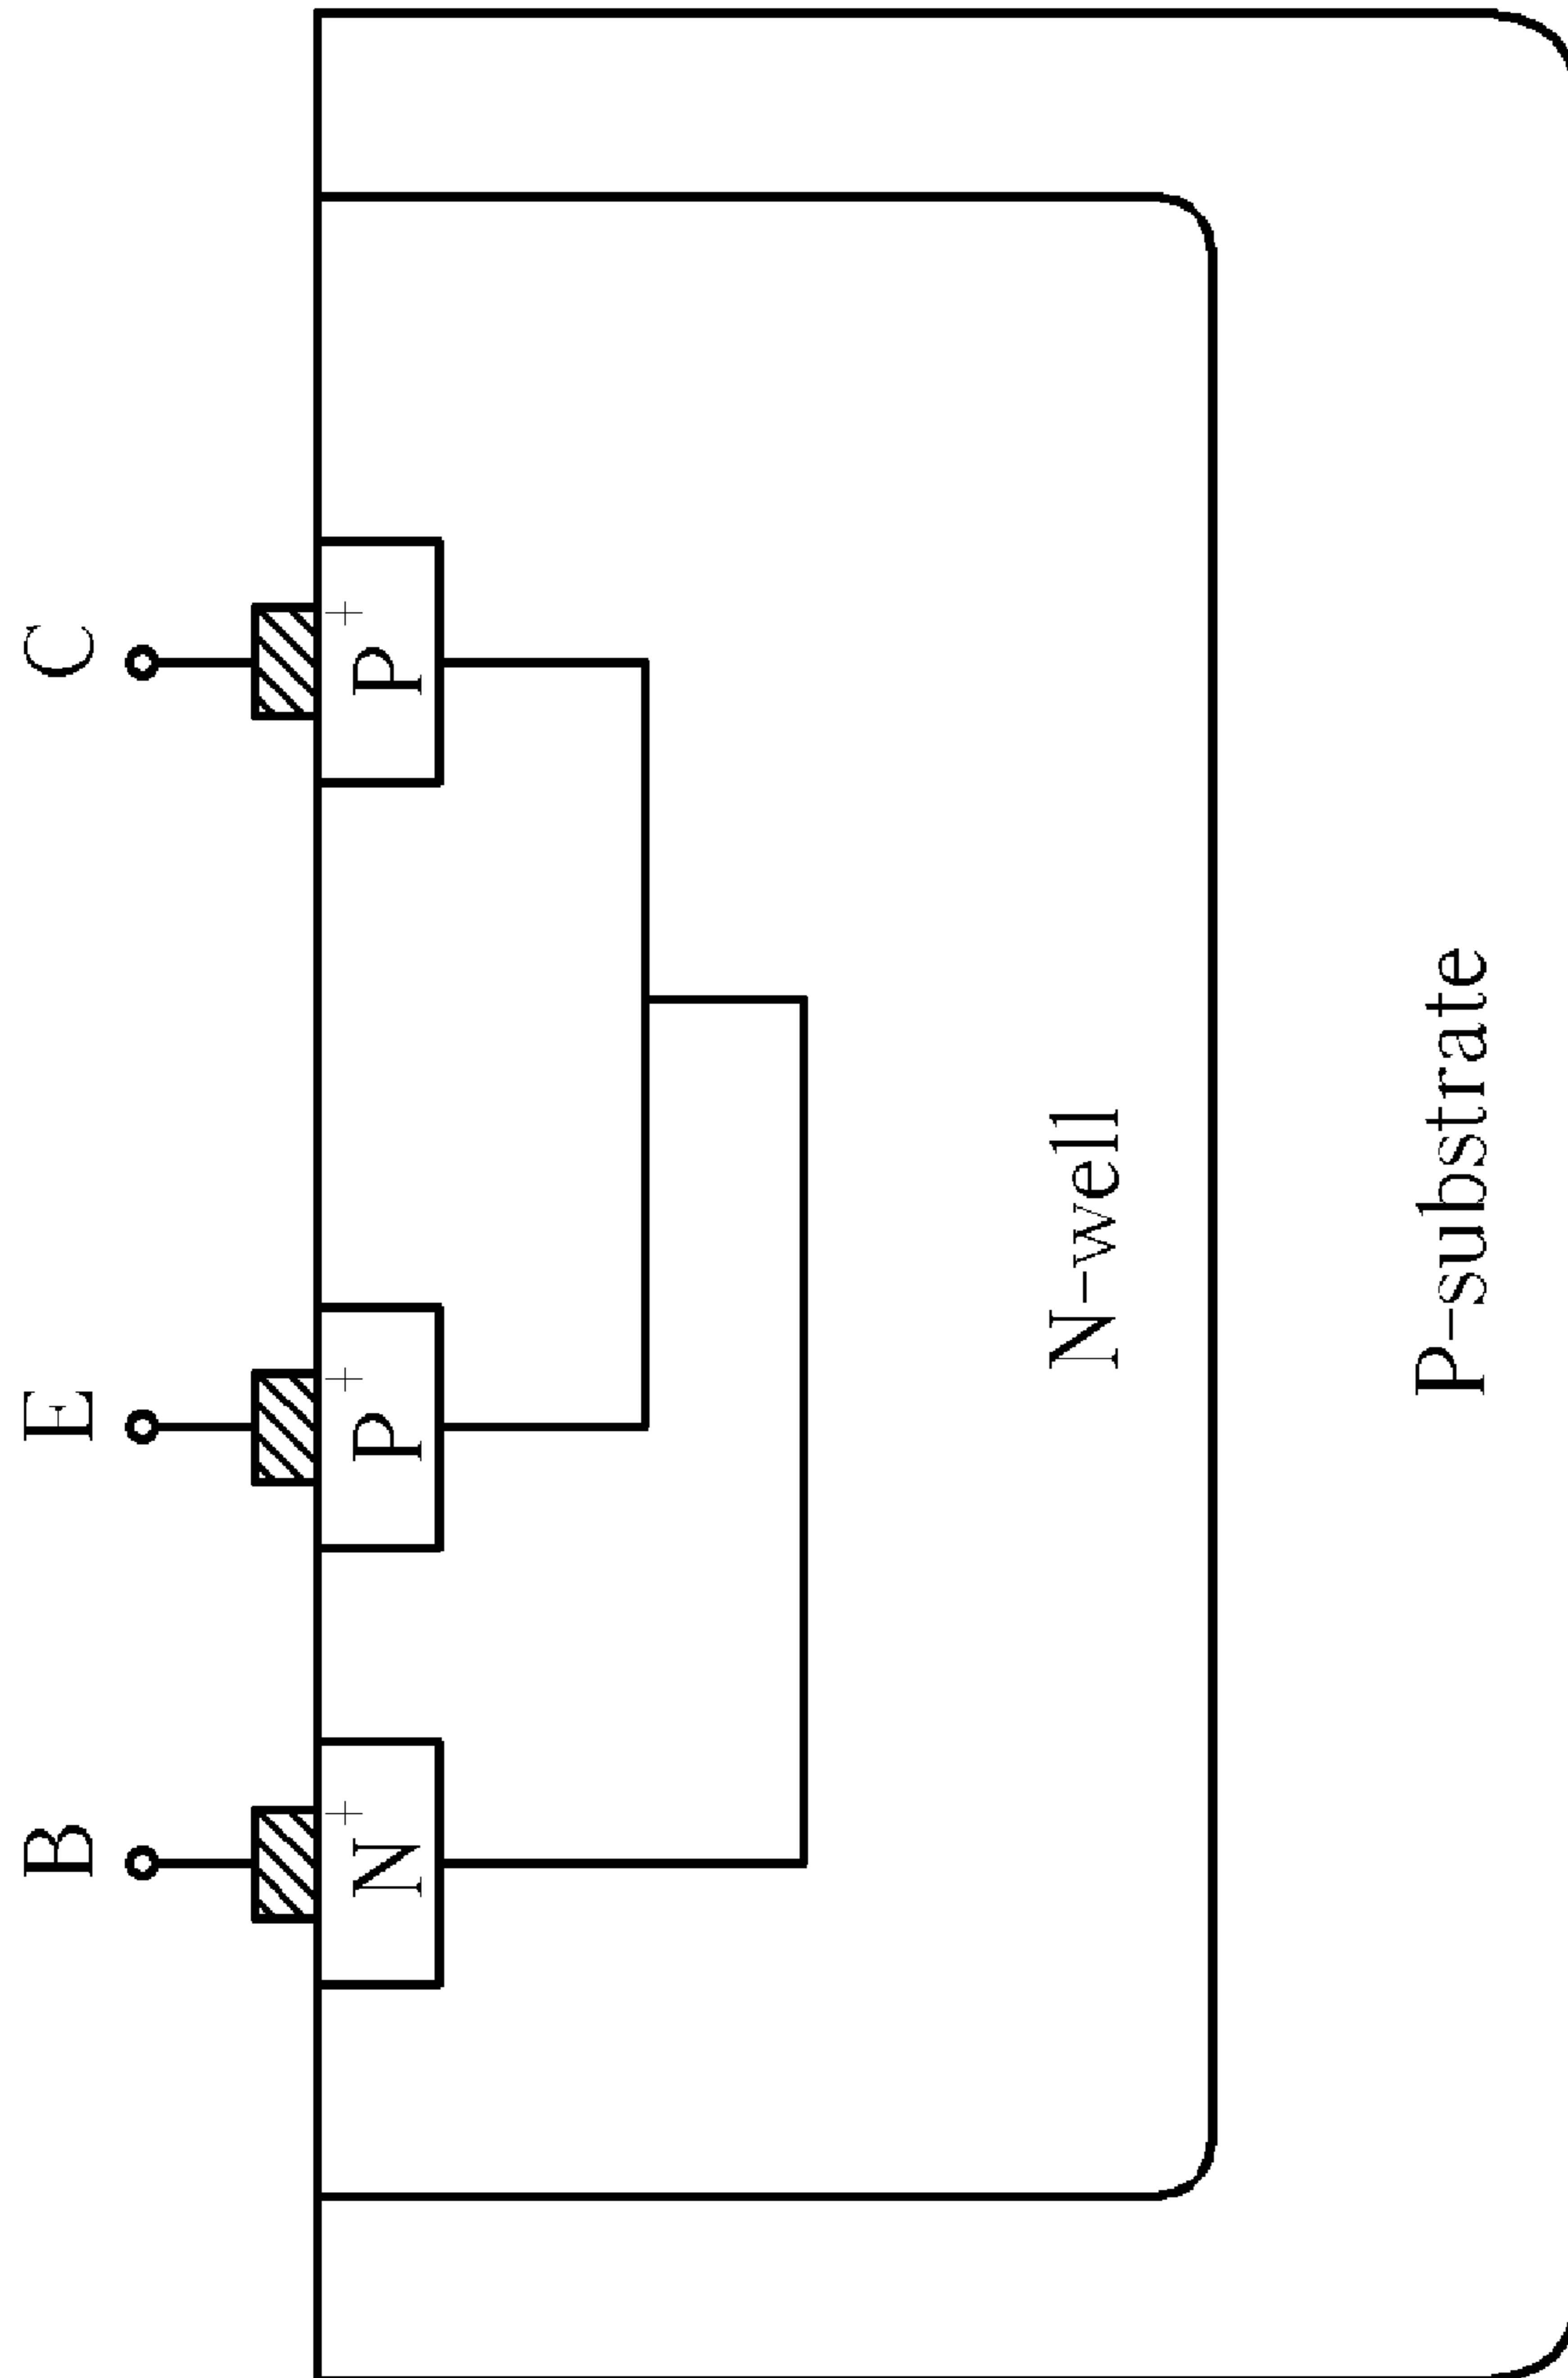 B E C
N+ P+ P+
N-well
P-substrate